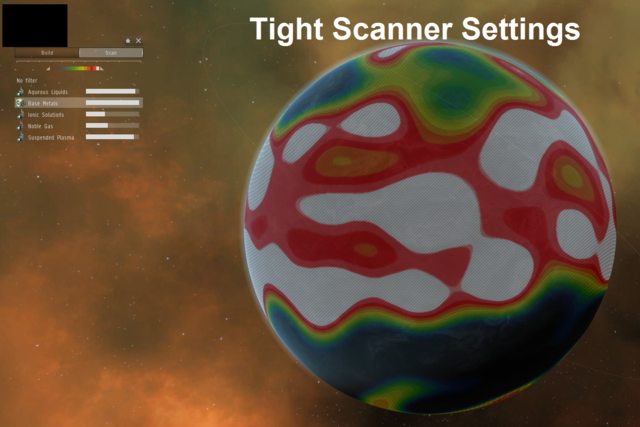 Tight Scanner Settings
Build Scan
No filter
Aqueous Liquids
Base Metals
Ionic Solutions
Noble Gas
Suspended Plasma